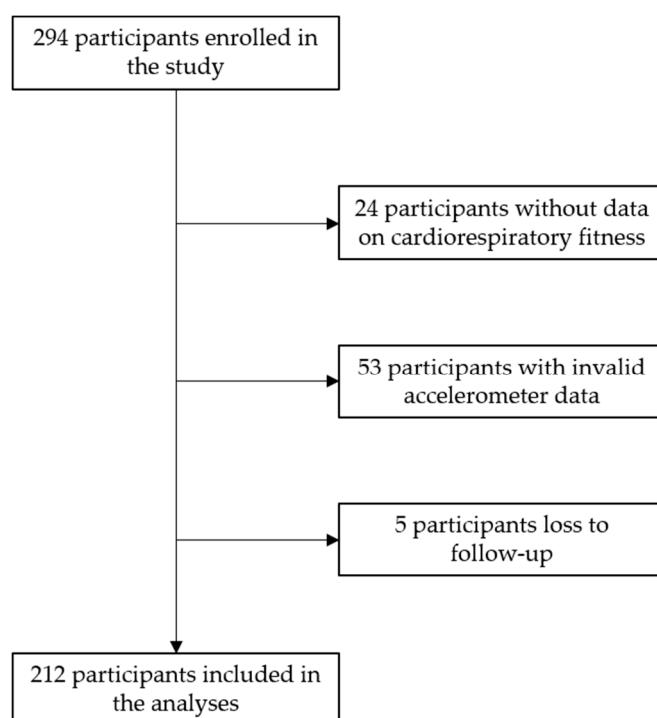 294 participants enrolled in
the study
24 participants without data
on cardiorespiratory fitness
53 participants with invalid
accelerometer data
5 participants loss to
follow-up
212 participants included in
the analyses